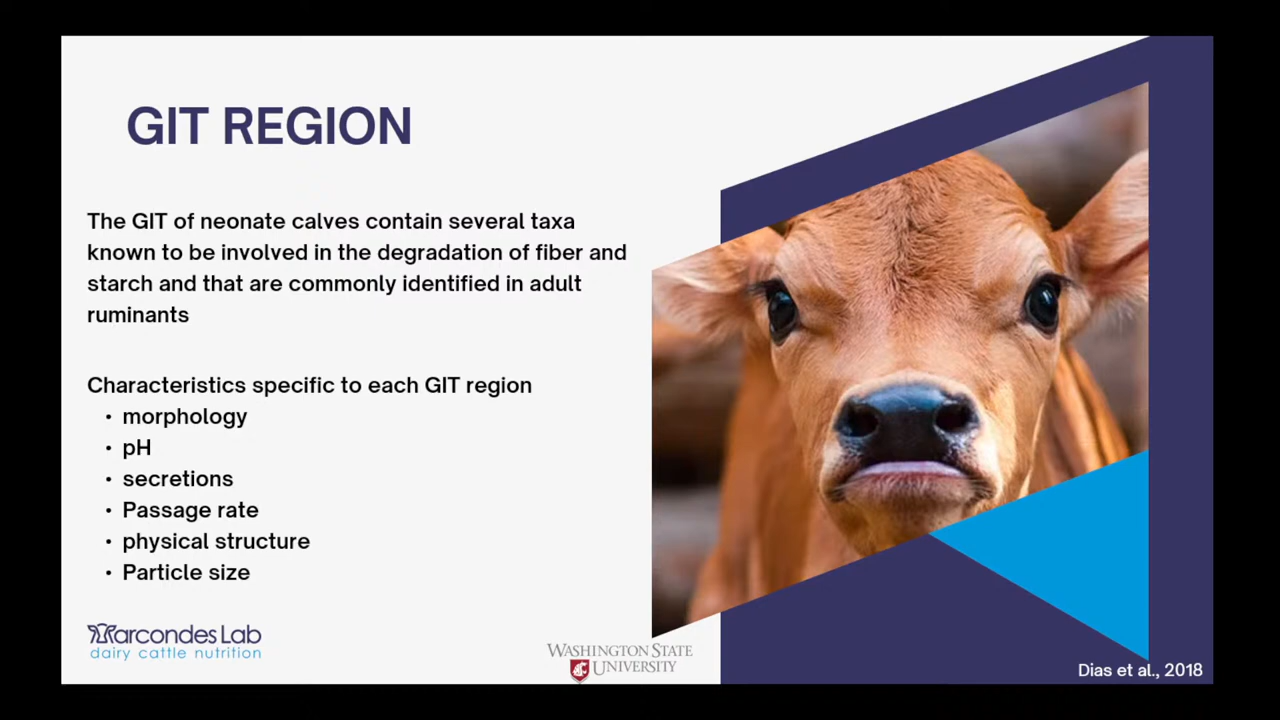 GIT REGION
The GIT of neonate calves contain several taxa
known to be involved in the degradation of fiber and
starch and that are commonly identified in adult
ruminants
Characteristics specific to each GIT region
• morphology
• pH
• secretions
• Passage rate
• physical structure
• Particle size
Marcondes Lab
dairy cattle nutrition
WASHINGTON STATE
UNIVERSITY
Dias et al., 2018